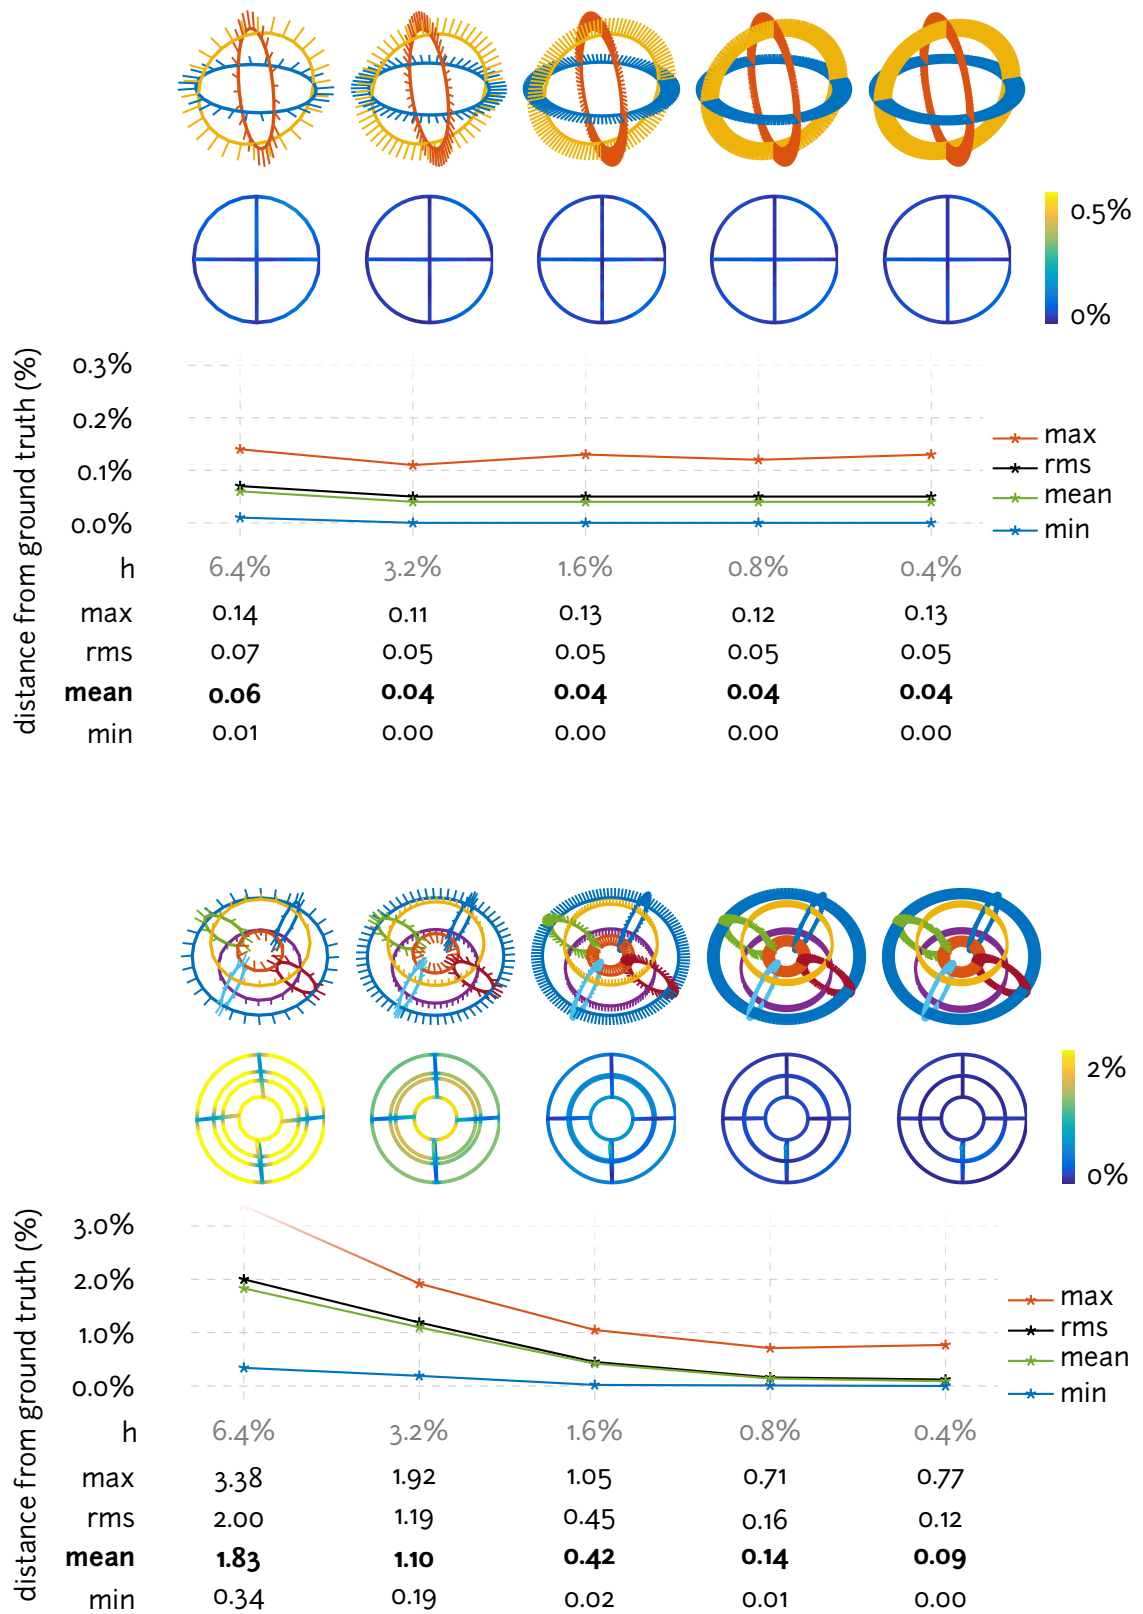 0.5%
0%
distance from ground truth (%)
0.3%
0.2%
0.1%
0.0%
max
rms
mean
min
h 6.4% 3.2% 1.6% 0.8% 0.4%
max 0.14 0.11 0.13 0.12 0.13
rms 0.07 0.05 0.05 0.05 0.05
mean 0.06 0.04 0.04 0.04 0.04
min 0.01 0.00 0.00 0.00 0.00
2%
0%
distance from ground truth (%)
3.0%
2.0%
1.0%
0.0%
max
rms
mean
min
h 6.4% 3.2% 1.6% 0.8% 0.4%
max 3.38 1.92 1.05 0.71 0.77
rms 2.00 1.19 0.45 0.16 0.12
mean 1.83 1.10 0.42 0.14 0.09
min 0.34 0.19 0.02 0.01 0.00